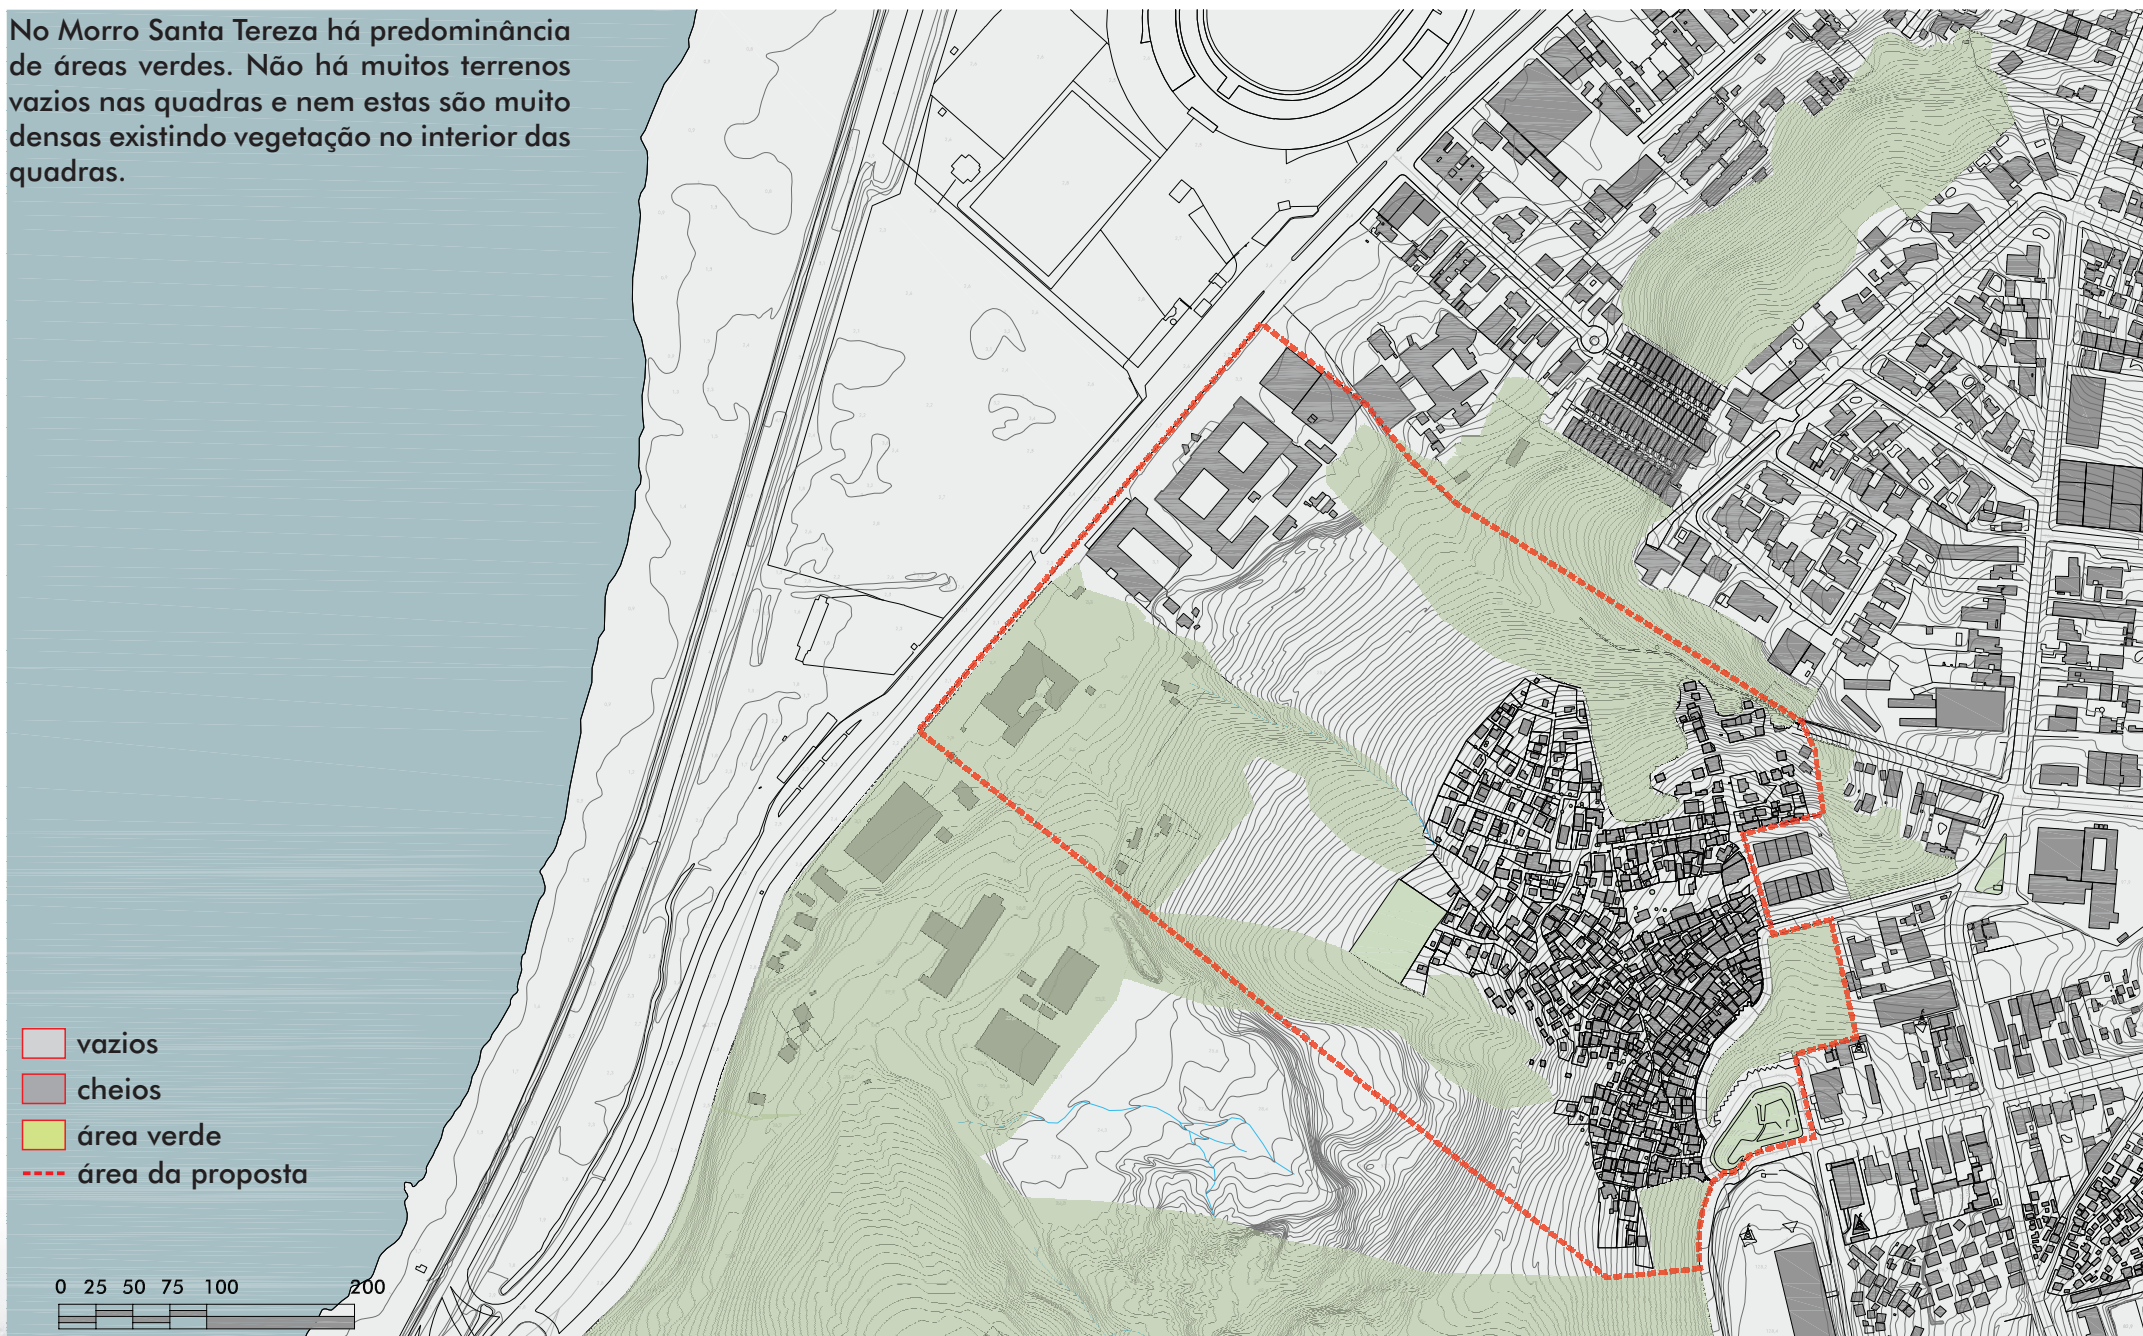 No Morro Santa Tereza há predominância
de áreas verdes. Não há muitos terrenos
vazios nas quadras e nem estas são muito
densas existindo vegetação no interior das
quadras.
vazios
cheios
área verde
área da proposta
0 25 50 75 100 200